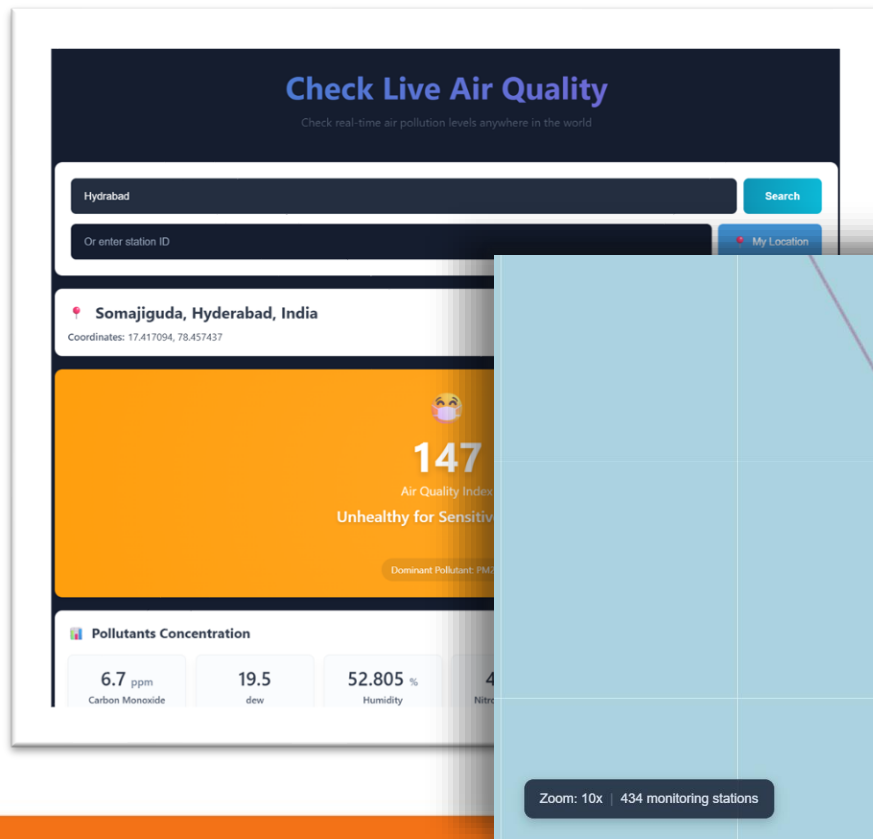 Check Live Air Quality
Check real-time air pollution levels anywhere in the world
Hydrabad
Search
Or enter station ID
My Location
Somajiguda, Hyderabad, India
Coordinates: 17.417094, 78.457437
147
Air Quality Index
Unhealthy for
Dominant Pollutant:
Pollutants Concentration
6.7 ppm
Carbon Monoxide
19.5
dew
52.805 %
Humidity
4
Zoom: 10x | 434 monitoring stations